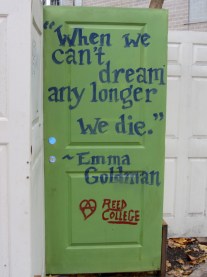 “When we
can't
dream
any longer
we die.”
~Emma
Goldman
REED
COLLEGE